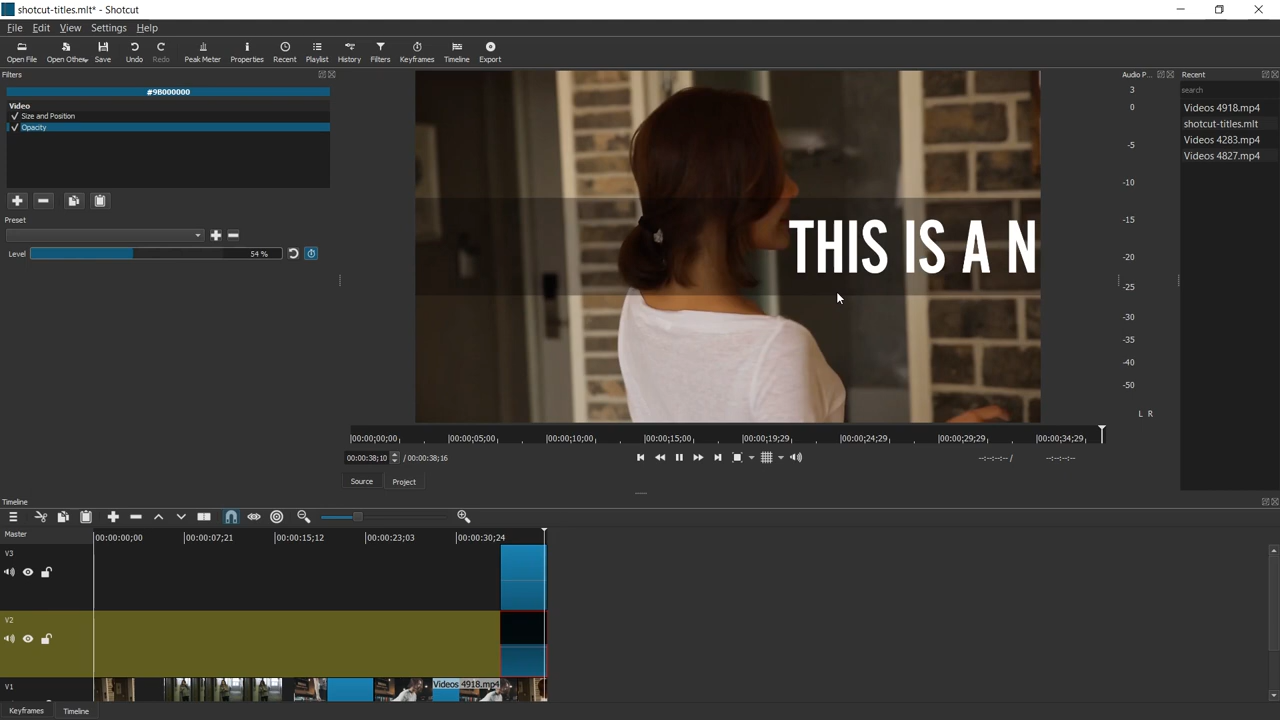 shotcut-titles.mlt* - Shotcut
File Edit View Settings Help
Open File Open Other Save Undo Redo Peak Meter Properties Recent Playlist History Filters Keyframes Timeline Export
Filters
Audio P...
Recent
#98000000
search
Video
Size and Position
Opacity
Videos 4918.mp4
shotcut-titles.mlt
Videos 4283.mp4
Videos 4827.mp4
3
0
-5
-10
-15
-20
-25
-30
-35
-40
-50
L R
Preset
Level 54 %
THIS IS A N
00:00:00;00 00:00:05;00 00:00:10;00 00:00:15;00 00:00:19;29 00:00:24;29 00:00:29;29 00:00:34;29
00:00:38;10 / 00:00:38;16
--:--:--:-- / --:--:--:--
Source Project
Timeline
Master
00:00:00;00 00:00:07;21 00:00:15;12 00:00:23;03 00:00:30;24
V3
V2
V1
Videos 4918.mp4
Keyframes Timeline